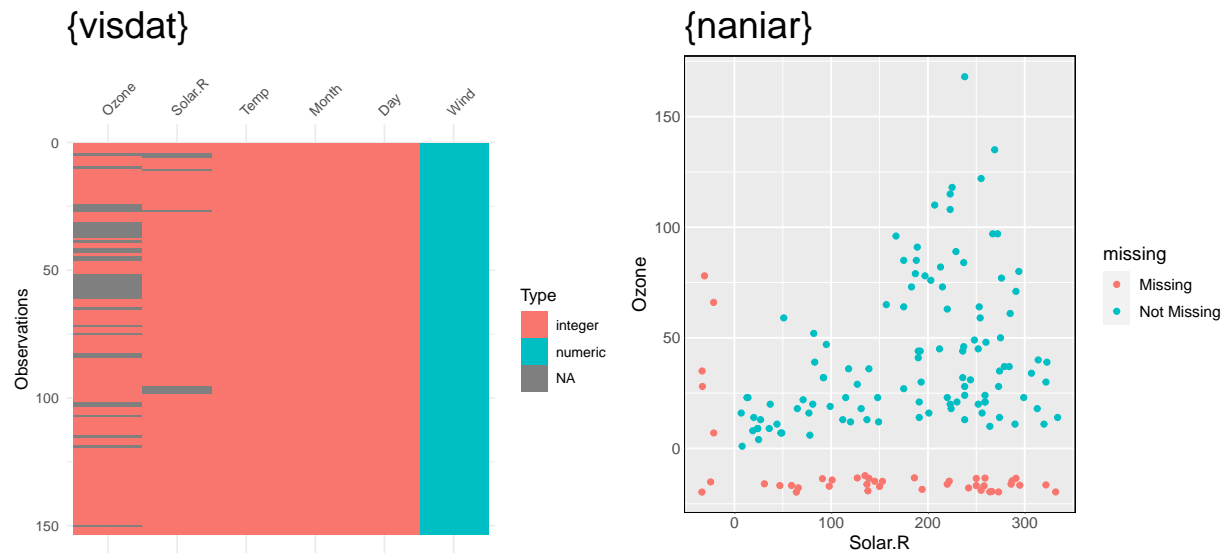 {visdat}
Ozone
Solar.R
Temp
Month
Day
Wind
0
50
100
150
Observations
Type
integer
numeric
NA
{naniar}
150
100
50
0
Ozone
0
100
200
300
Solar.R
missing
Missing
Not Missing